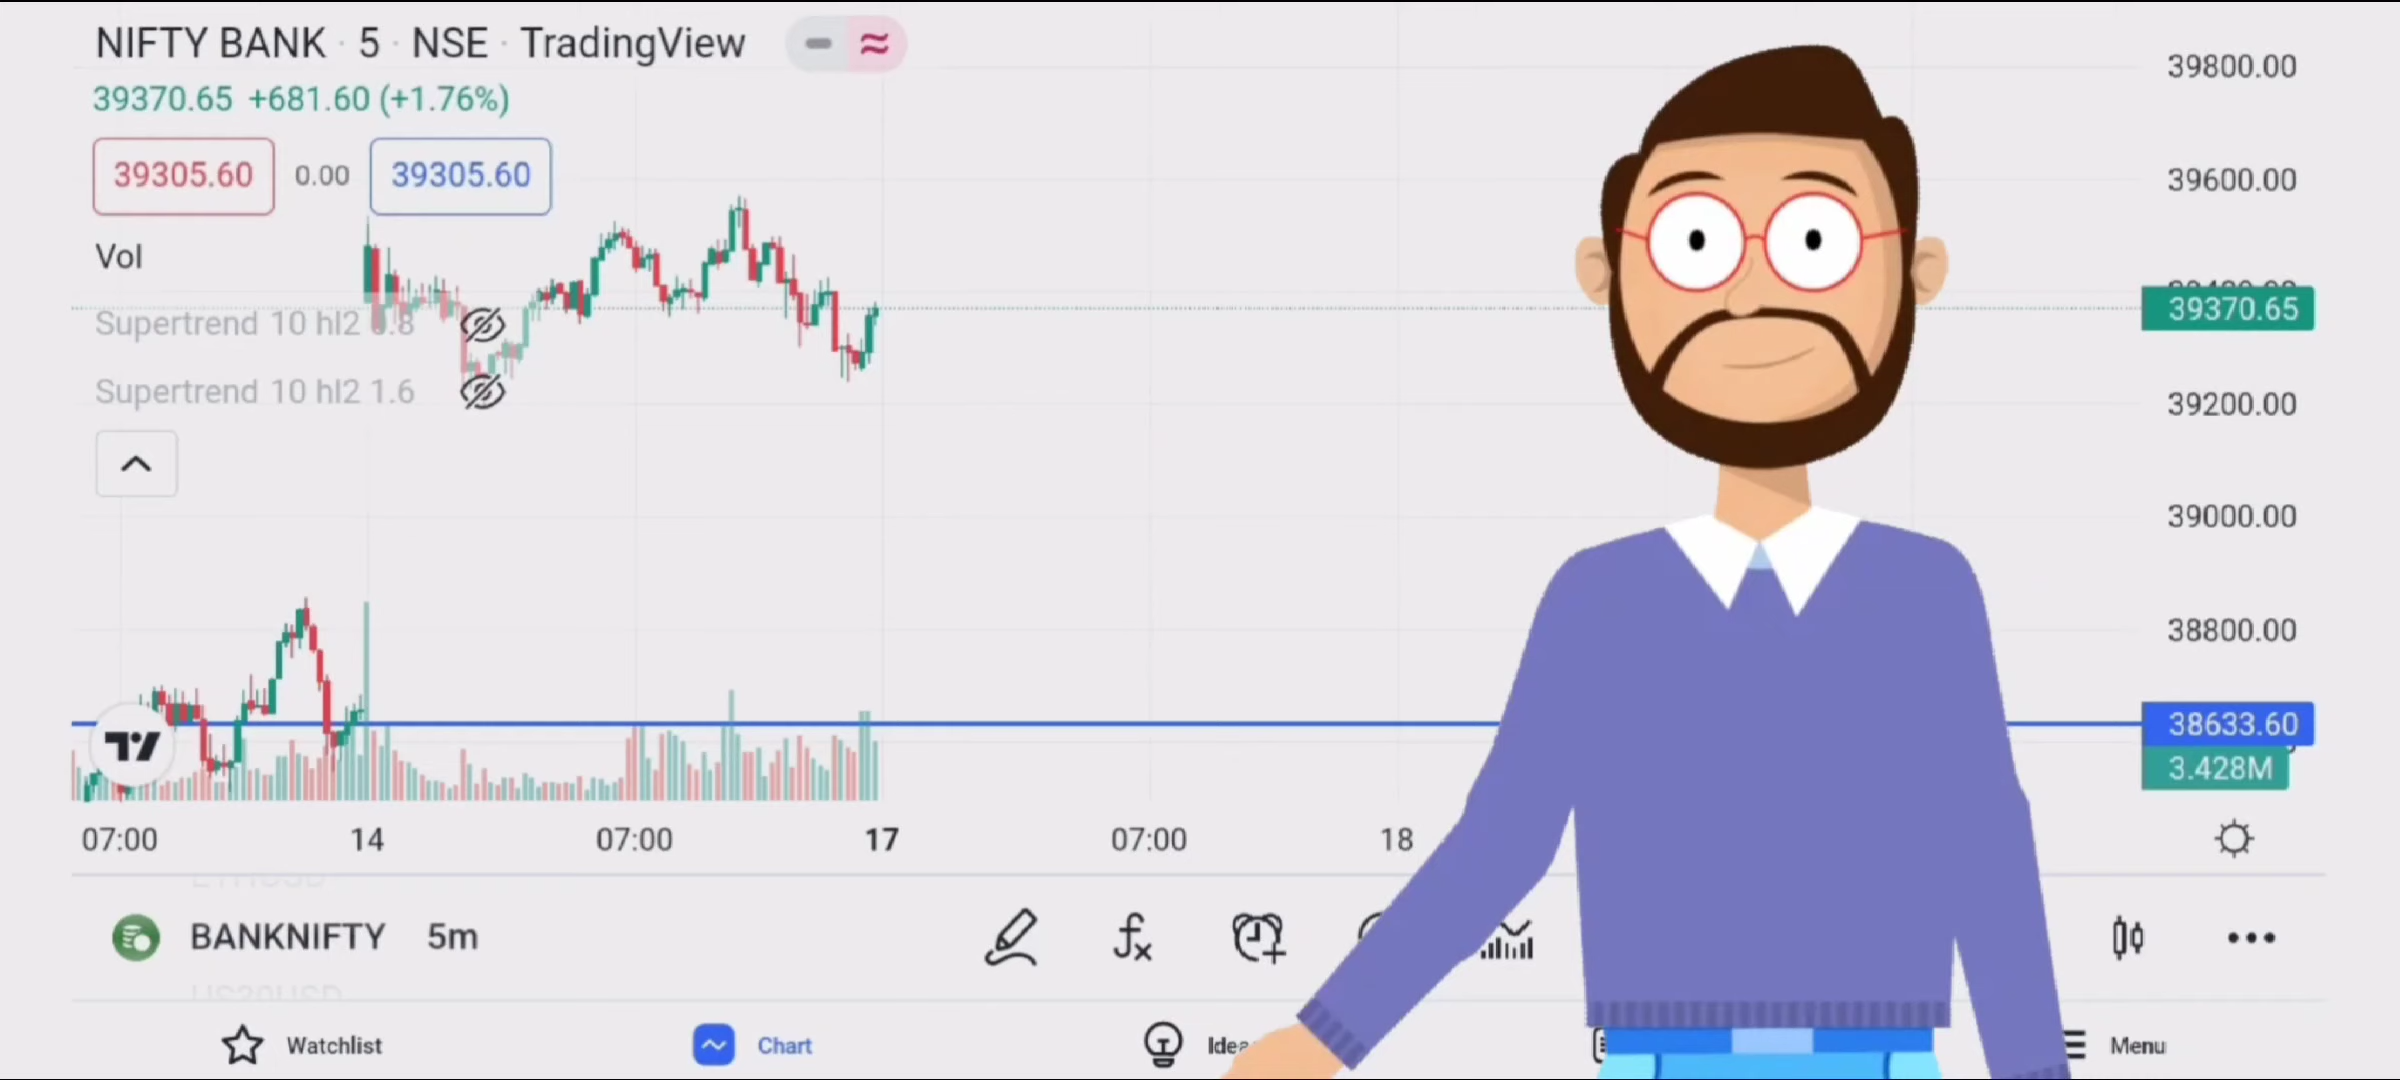 NIFTY BANK · 5 · NSE · TradingView
39370.65 +681.60 (+1.76%)
39305.60 0.00 39305.60
Vol
Supertrend 10 hl2 0.8
Supertrend 10 hl2 1.6
39800.00
39600.00
39370.65
39200.00
39000.00
38800.00
38633.60
3.428M
07:00 14 07:00 17 07:00 18
BANKNIFTY 5m
Watchlist Chart Menu